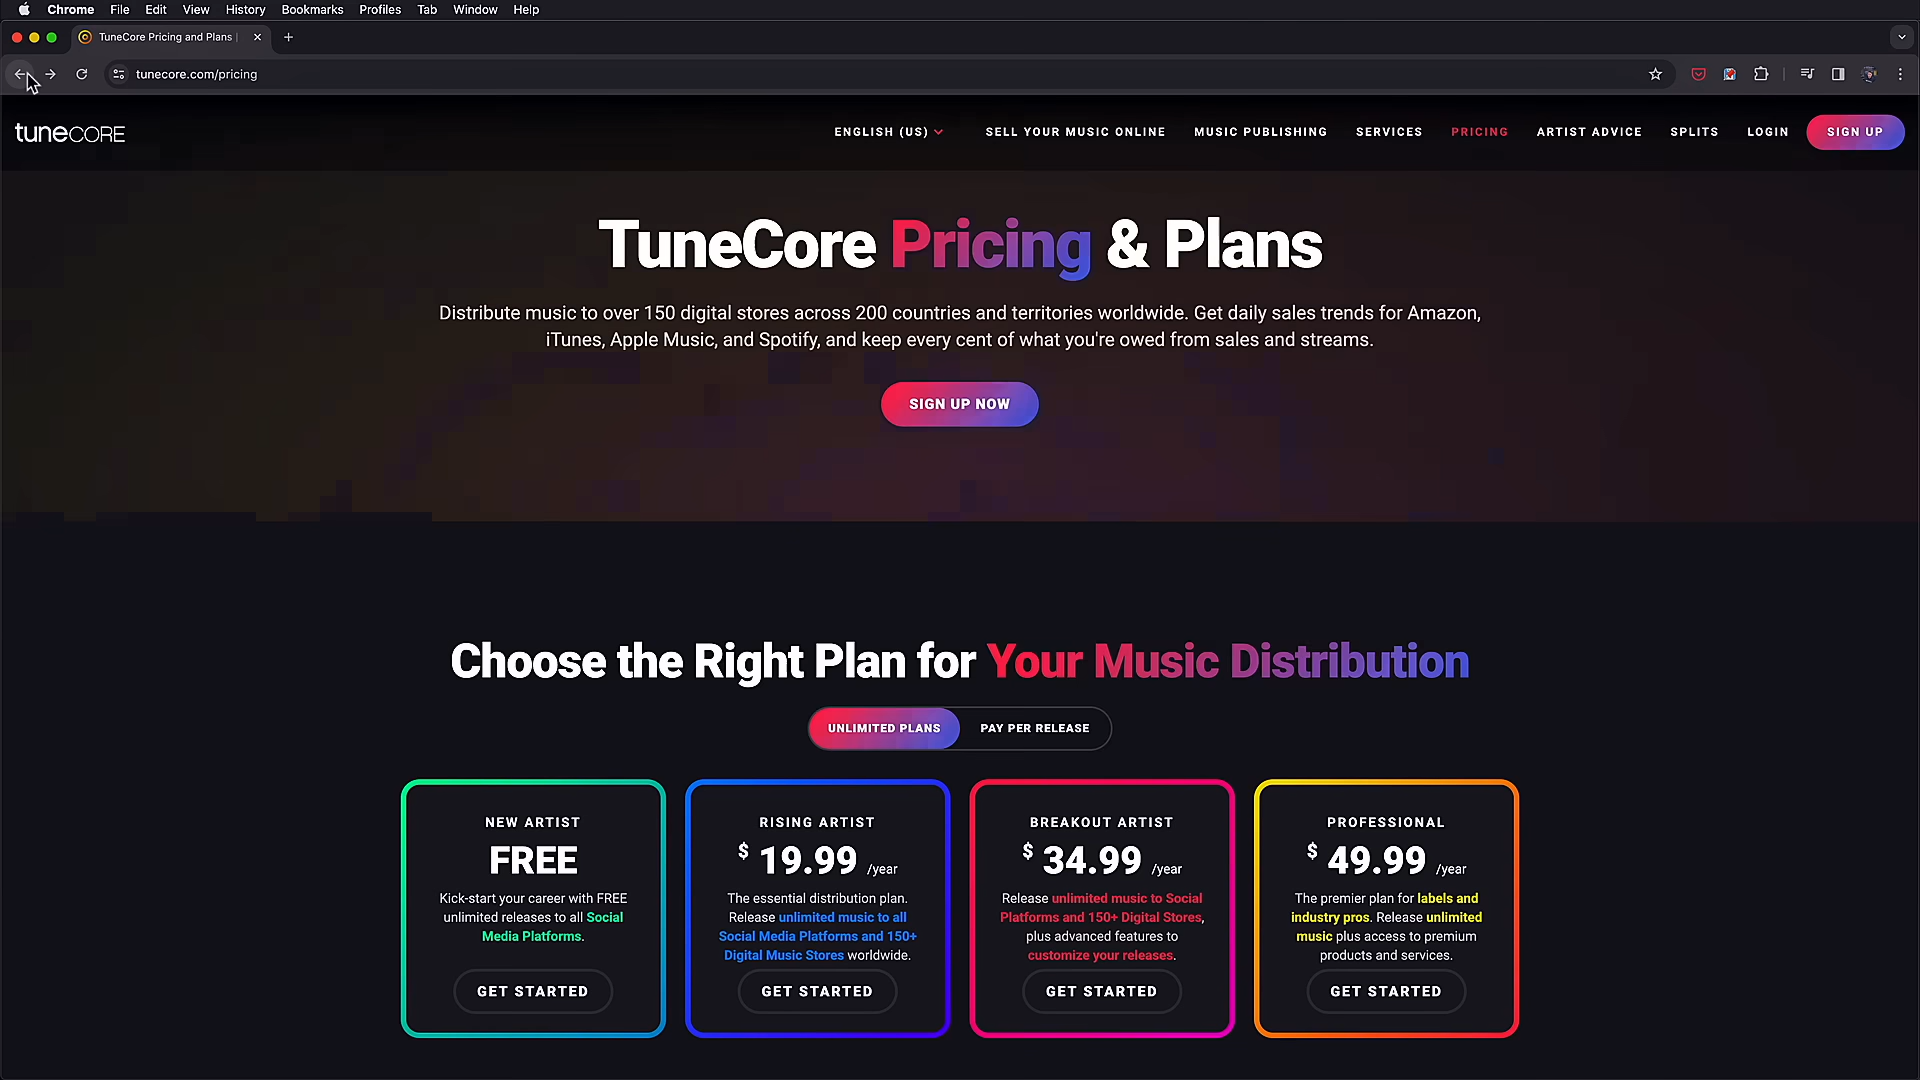 Chrome File Edit View History Bookmarks Profiles Tab Window Help
TuneCore Pricing and Plans |
tunecore.com/pricing
tuneCORE ENGLISH (US) SELL YOUR MUSIC ONLINE MUSIC PUBLISHING SERVICES PRICING ARTIST ADVICE SPLITS LOGIN SIGN UP
TuneCore Pricing & Plans
Distribute music to over 150 digital stores across 200 countries and territories worldwide. Get daily sales trends for Amazon,
iTunes, Apple Music, and Spotify, and keep every cent of what you're owed from sales and streams.
SIGN UP NOW
Choose the Right Plan for Your Music Distribution
UNLIMITED PLANS PAY PER RELEASE
NEW ARTIST
FREE
Kick-start your career with FREE
unlimited releases to all Social
Media Platforms.
GET STARTED
RISING ARTIST
$ 19.99 /year
The essential distribution plan.
Release unlimited music to all
Social Media Platforms and 150+
Digital Music Stores worldwide.
GET STARTED
BREAKOUT ARTIST
$ 34.99 /year
Release unlimited music to Social
Platforms and 150+ Digital Stores,
plus advanced features to
customize your releases.
GET STARTED
PROFESSIONAL
$ 49.99 /year
The premier plan for labels and
industry pros. Release unlimited
music plus access to premium
products and services.
GET STARTED